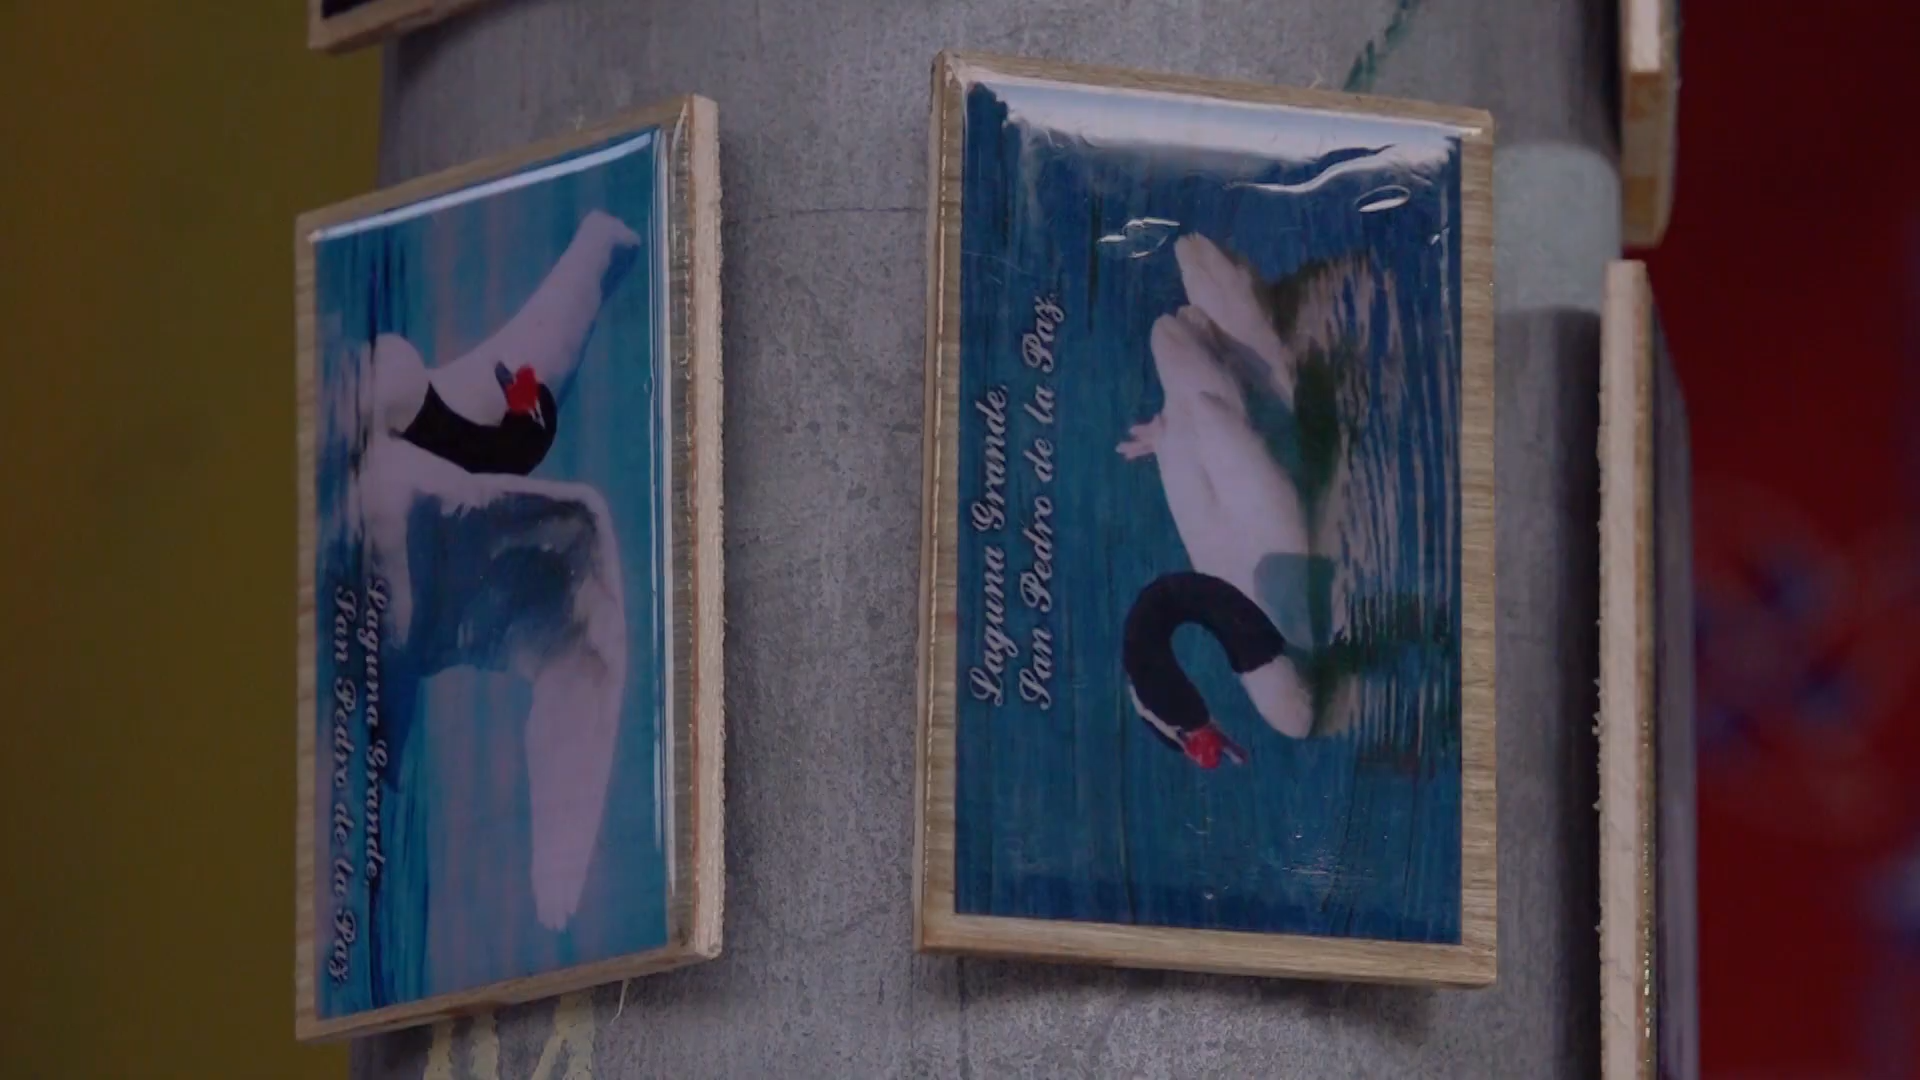 Laguna Grande,
San Pedro de la Paz
Laguna Grande,
San Pedro de la Paz.